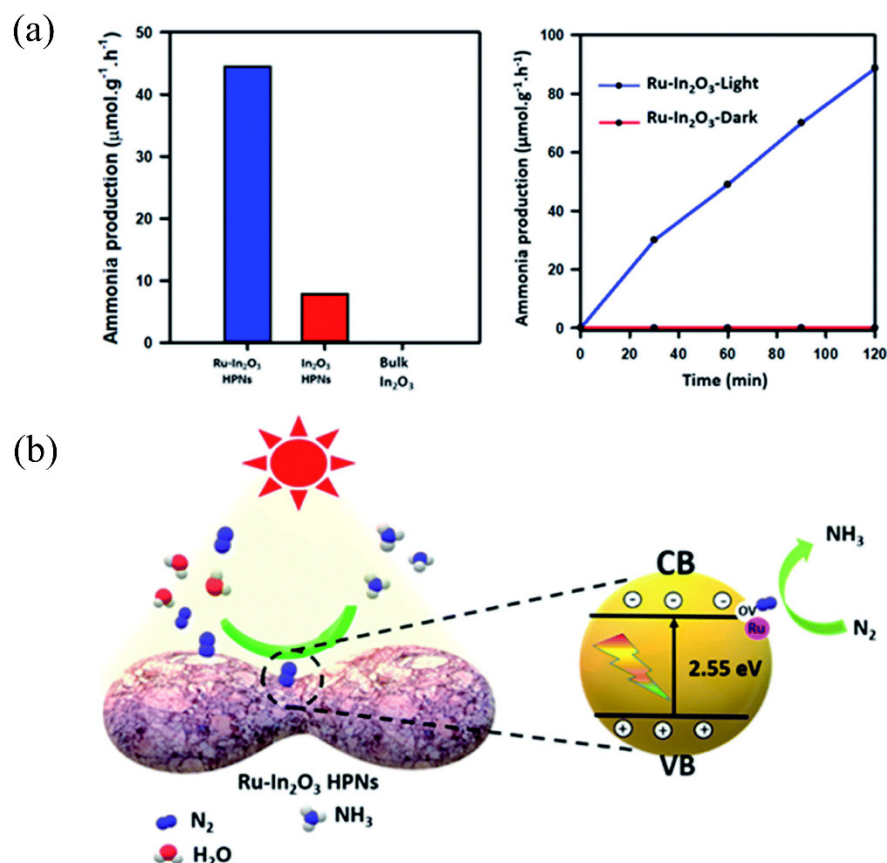 (a)
Ammonia production (µmol.g⁻¹.h⁻¹)
50
40
30
20
10
0
Ru-In₂O₃
HPNs
In₂O₃
HPNs
Bulk
In₂O₃
Ammonia production (µmol.g⁻¹.h⁻¹)
100
80
60
40
20
0
Ru-In₂O₃-Light
Ru-In₂O₃-Dark
0 20 40 60 80 100 120
Time (min)
(b)
Ru-In₂O₃ HPNs
N₂
NH₃
H₂O
CB
- - -
OV
Ru
2.55 eV
+ + +
VB
NH₃
N₂